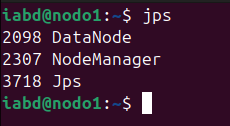 iabd@nodo1:~$ jps
2098 DataNode
2307 NodeManager
3718 Jps
iabd@nodo1:~$